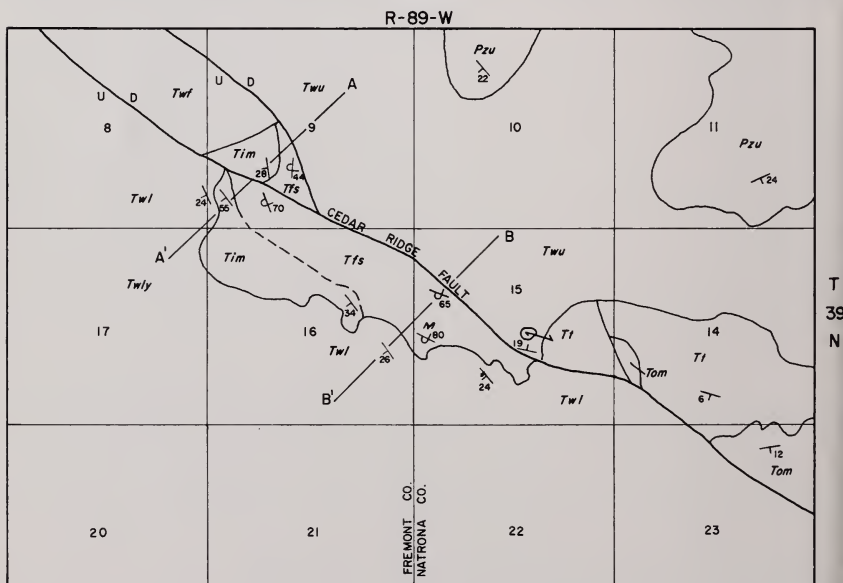 R-89-W
Pzu
22
U D Twf U D Twu A
8 9 10 11
Pzu
Tim
28 44 24
Tfs
Twl 24 55 70
CEDAR RIDGE FAULT
B
A' Tim Tfs Twu
15
T
39
N
Twly 65
34 14
17 16 M 80 Tt Tt
Twl 19 Tom
26 6
B' 24 Twl
12
Tom
FREMONT CO.
NATRONA CO.
20 21 22 23